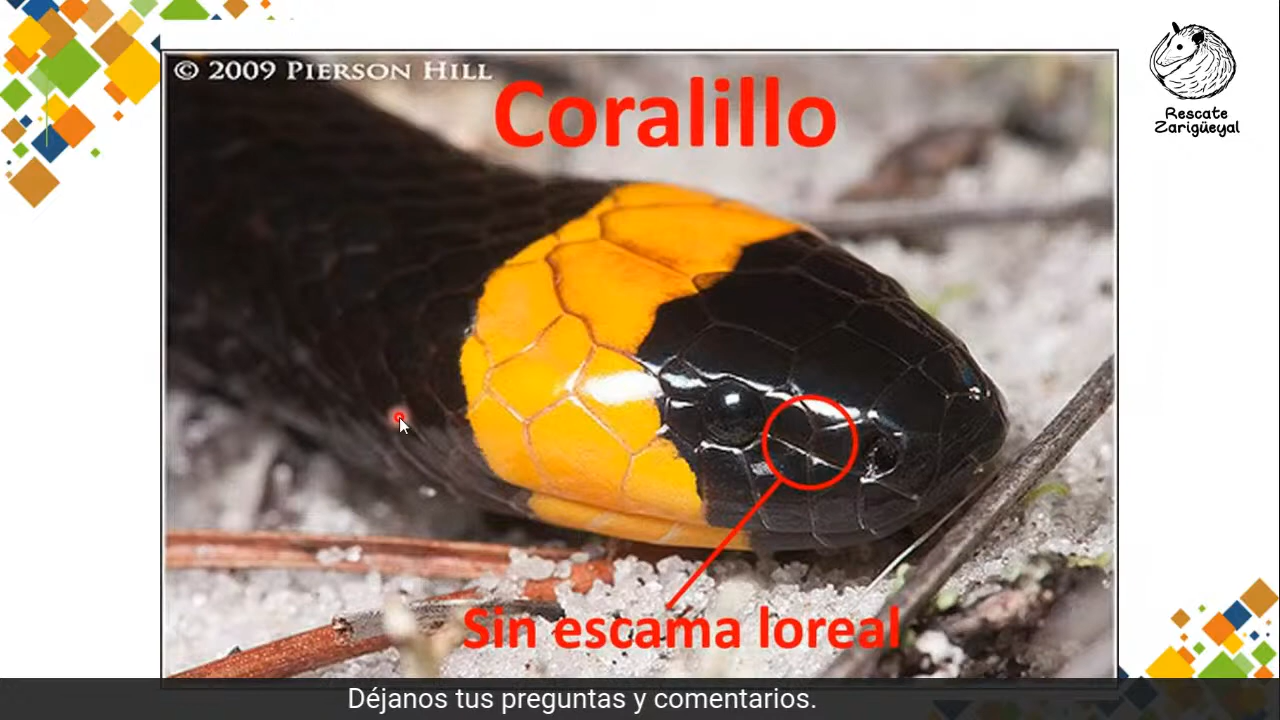 © 2009 Pierson Hill
Coralillo
Rescate
Zarigüeyal
Sin escama loreal
Déjanos tus preguntas y comentarios.